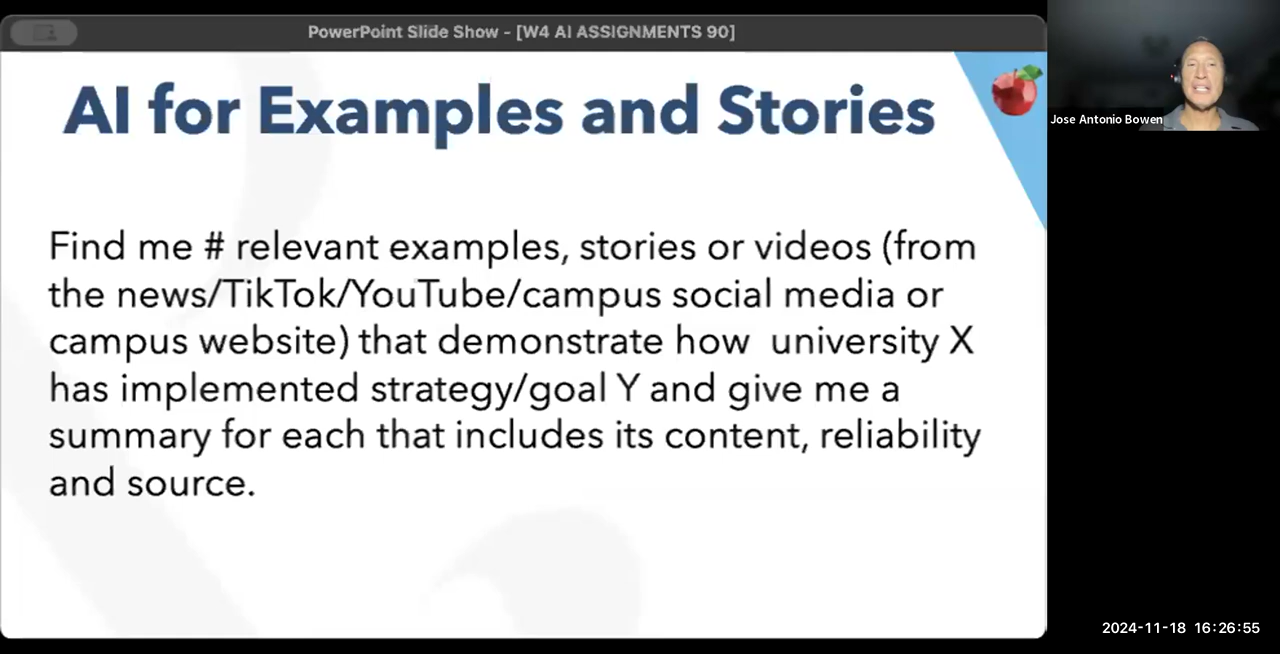 PowerPoint Slide Show - [W4 AI ASSIGNMENTS 90]
AI for Examples and Stories
Jose Antonio Bowen
Find me # relevant examples, stories or videos (from
the news/TikTok/YouTube/campus social media or
campus website) that demonstrate how  university X
has implemented strategy/goal Y and give me a
summary for each that includes its content, reliability
and source.
2024-11-18 16:26:55